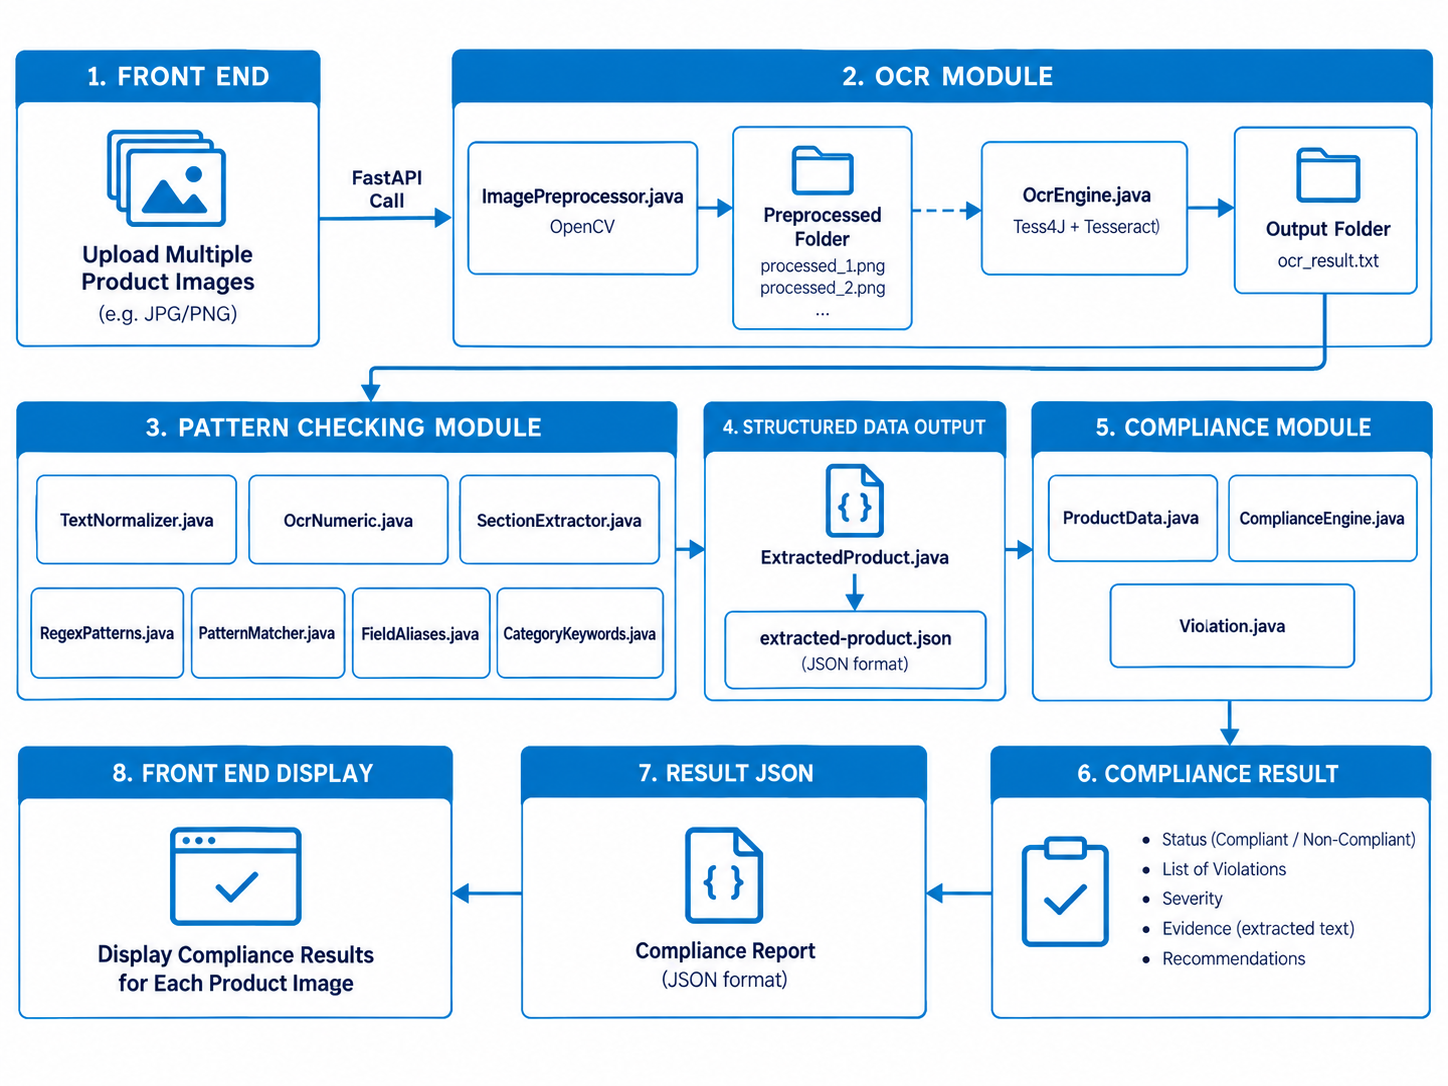 1. FRONT END
Upload Multiple
Product Images
(e.g. JPG/PNG)
FastAPI
Call
2. OCR MODULE
ImagePreprocessor.java
OpenCV
Preprocessed
Folder
processed_1.png
processed_2.png
...
OcrEngine.java
Tess4J + Tesseract)
Output Folder
ocr_result.txt
3. PATTERN CHECKING MODULE
TextNormalizer.java
OcrNumeric.java
SectionExtractor.java
RegexPatterns.java
PatternMatcher.java
FieldAliases.java
CategoryKeywords.java
4. STRUCTURED DATA OUTPUT
{ }
ExtractedProduct.java
extracted-product.json
(JSON format)
5. COMPLIANCE MODULE
ProductData.java
ComplianceEngine.java
Violation.java
6. COMPLIANCE RESULT
• Status (Compliant / Non-Compliant)
• List of Violations
• Severity
• Evidence (extracted text)
• Recommendations
7. RESULT JSON
{ }
Compliance Report
(JSON format)
8. FRONT END DISPLAY
Display Compliance Results
for Each Product Image